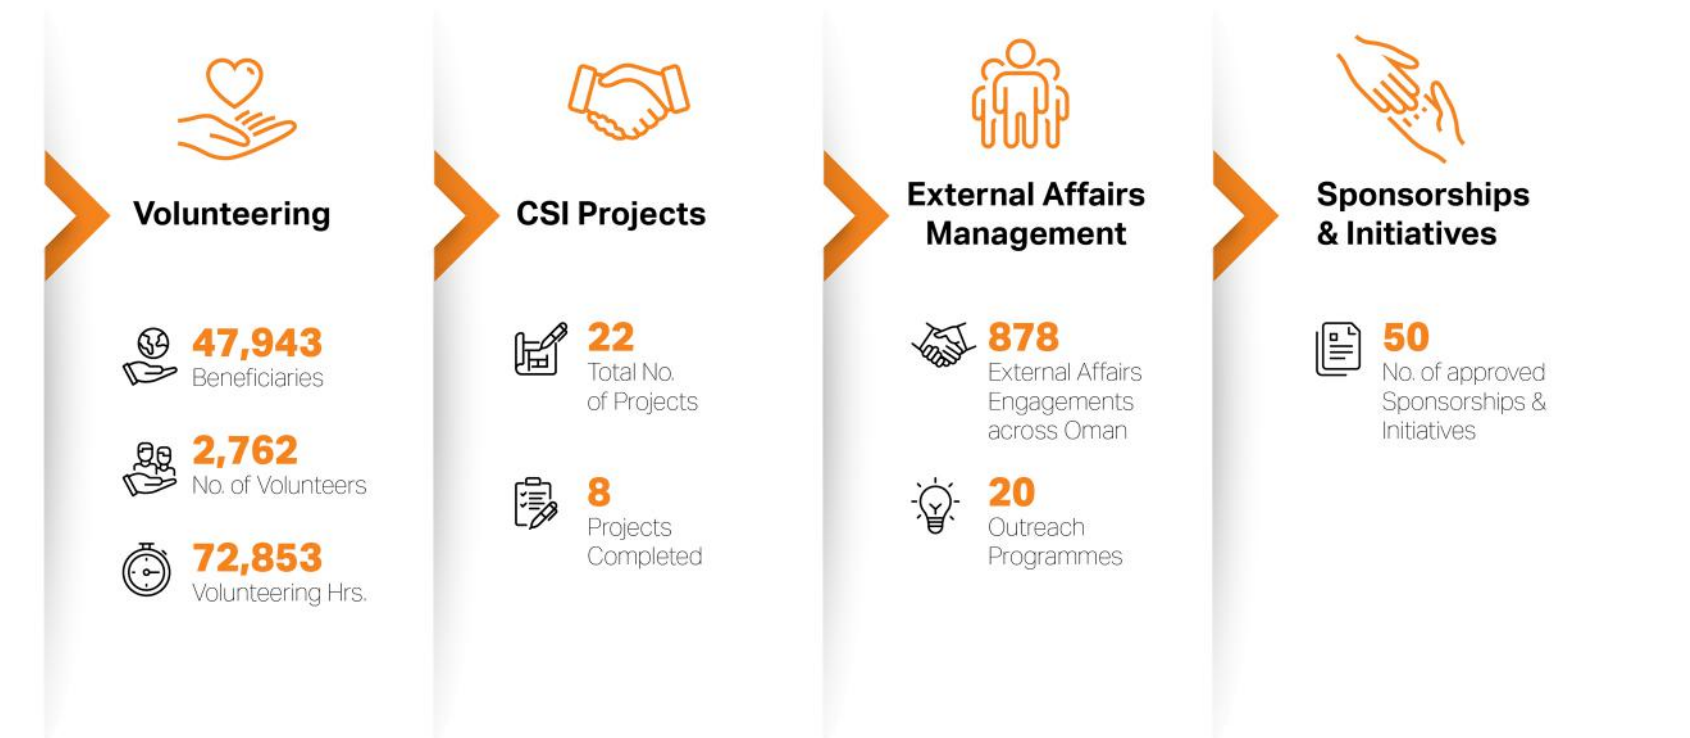 Volunteering
47,943
Beneficiaries
2,762
No. of Volunteers
72,853
Volunteering Hrs.
CSI Projects
22
Total No.
of Projects
8
Projects
Completed
External Affairs
Management
878
External Affairs
Engagements
across Oman
20
Outreach
Programmes
Sponsorships
& Initiatives
50
No. of approved
Sponsorships &
Initiatives